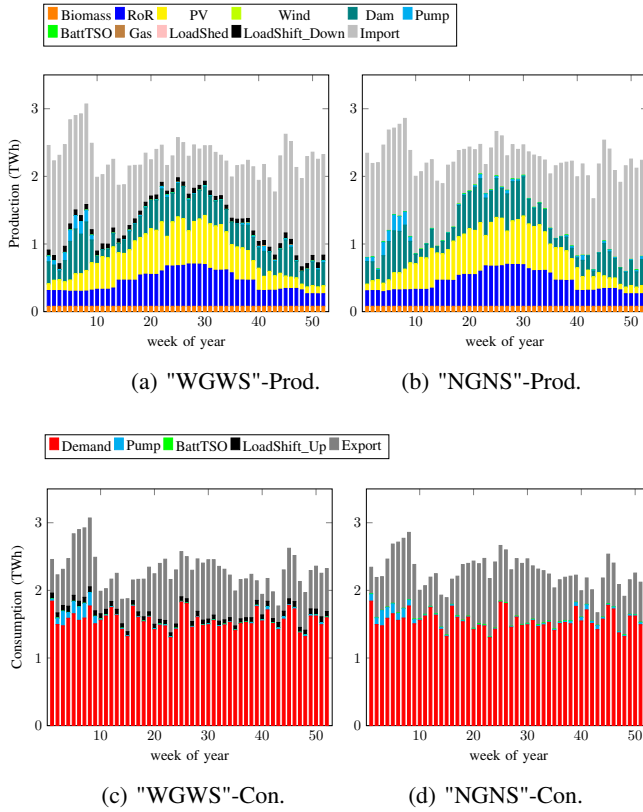 Biomass RoR PV Wind Dam Pump
BattTSO Gas LoadShed LoadShift_Down Import
3
2
1
0
Production (TWh)
10 20 30 40 50
week of year
(a) "WGWS"-Prod.
3
2
1
0
10 20 30 40 50
week of year
(b) "NGNS"-Prod.
Demand Pump BattTSO LoadShift_Up Export
3
2
1
0
Consumption (TWh)
10 20 30 40 50
week of year
(c) "WGWS"-Con.
3
2
1
0
10 20 30 40 50
week of year
(d) "NGNS"-Con.